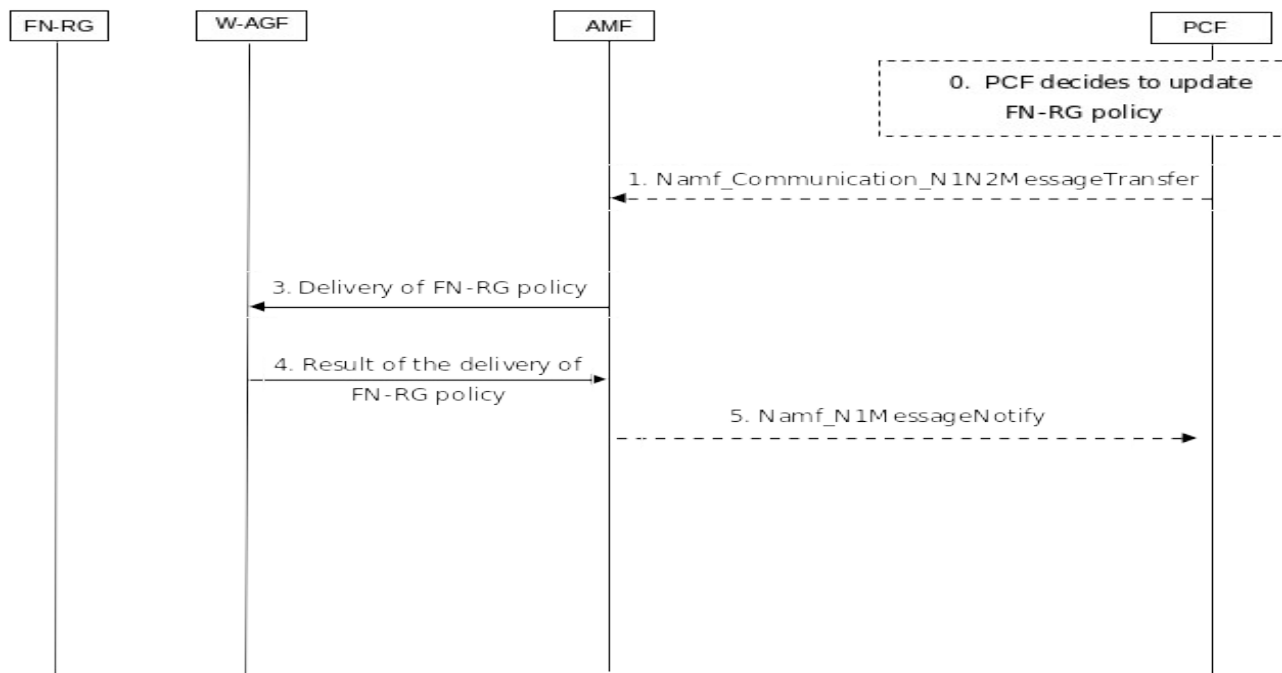 FN-RG
W-AGF
AMF
PCF
0. PCF decides to update
FN-RG policy
1. Namf_Communication_N1N2MessageTransfer
3. Delivery of FN-RG policy
4. Result of the delivery of
FN-RG policy
5. Namf_N1MessageNotify